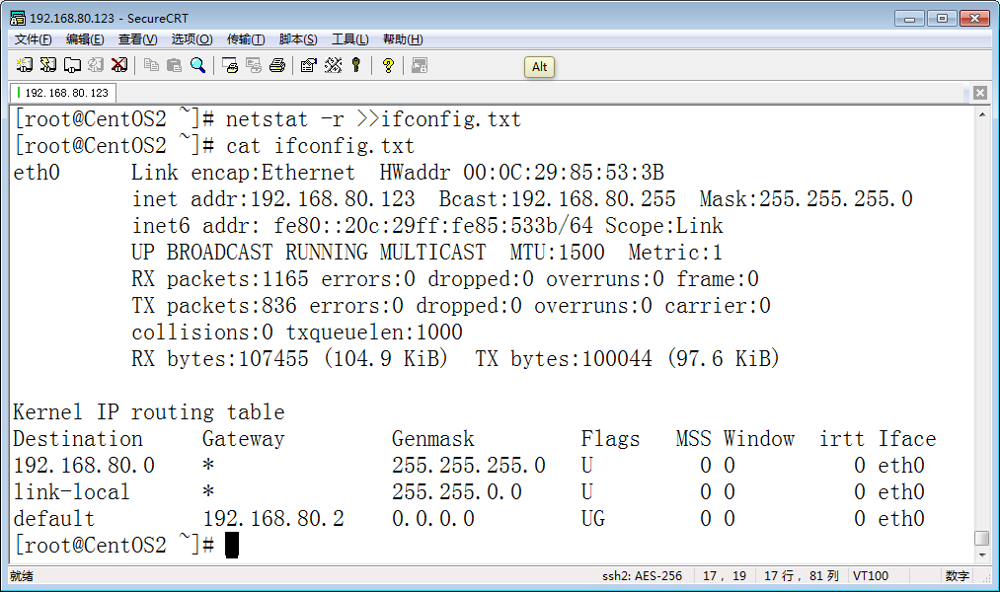 192.168.80.123 - SecureCRT
文件(F) 编辑(E) 查看(V) 选项(O) 传输(T) 脚本(S) 工具(L) 帮助(H)
Alt
192.168.80.123
[root@CentOS2 ~]# netstat -r >>ifconfig.txt
[root@CentOS2 ~]# cat ifconfig.txt
eth0      Link encap:Ethernet  HWaddr 00:0C:29:85:53:3B
          inet addr:192.168.80.123  Bcast:192.168.80.255  Mask:255.255.255.0
          inet6 addr: fe80::20c:29ff:fe85:533b/64 Scope:Link
          UP BROADCAST RUNNING MULTICAST  MTU:1500  Metric:1
          RX packets:1165 errors:0 dropped:0 overruns:0 frame:0
          TX packets:836 errors:0 dropped:0 overruns:0 carrier:0
          collisions:0 txqueuelen:1000
          RX bytes:107455 (104.9 KiB)  TX bytes:100044 (97.6 KiB)
Kernel IP routing table
Destination     Gateway         Genmask         Flags   MSS Window  irtt Iface
192.168.80.0    *               255.255.255.0   U         0 0          0 eth0
link-local      *               255.255.0.0     U         0 0          0 eth0
default         192.168.80.2    0.0.0.0         UG        0 0          0 eth0
[root@CentOS2 ~]#
就绪 ssh2: AES-256 17, 19 17 行, 81 列 VT100 数字